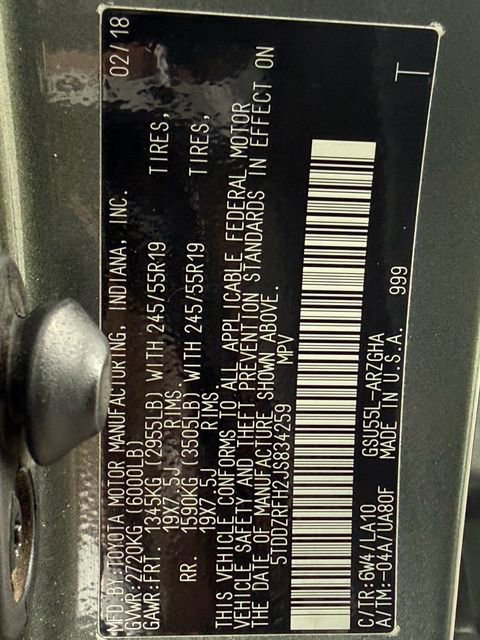 MFD.BY:TOYOTA MOTOR MANUFACTURING, INDIANA, INC. 02/18
GVWR:2720KG (6000LB)
GAWR:FRT. 1345KG (2955LB) WITH 245/55R19 TIRES,
19X7.5J RIMS.
RR. 1590KG (3505LB) WITH 245/55R19 TIRES,
19X7.5J RIMS.
THIS VEHICLE CONFORMS TO ALL APPLICABLE FEDERAL MOTOR
VEHICLE SAFETY AND THEFT PREVENTION STANDARDS IN EFFECT ON
THE DATE OF MANUFACTURE SHOWN ABOVE.
5TDDZRFH2JS834259 MPV
C/TR:6W4/LA10 GSU55L-ARZGHA
A/TM:-04A/UA80F MADE IN U.S.A. 999 T